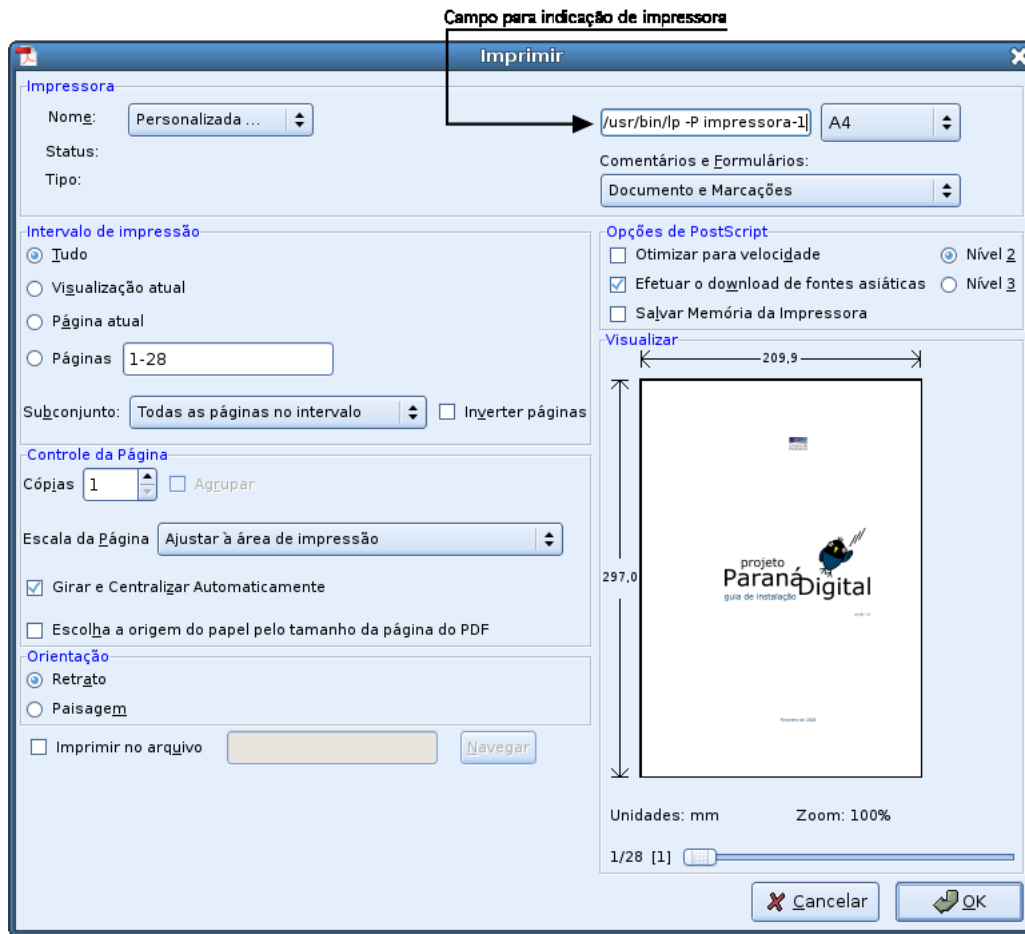 Campo para indicação de impressora
Imprimir
Impressora
Nome: Personalizada ... /usr/bin/lp -P impressora-1 A4
Status:
Tipo:
Comentários e Formulários:
Documento e Marcações
Intervalo de impressão
Tudo
Visualização atual
Página atual
Páginas 1-28
Subconjunto: Todas as páginas no intervalo Inverter páginas
Controle da Página
Cópias 1 Agrupar
Escala da Página Ajustar à área de impressão
Girar e Centralizar Automaticamente
Escolha a origem do papel pelo tamanho da página do PDF
Orientação
Retrato
Paisagem
Imprimir no arquivo Navegar
Opções de PostScript
Otimizar para velocidade Nível 2
Efetuar o download de fontes asiáticas Nível 3
Salvar Memória da Impressora
Visualizar
209,9
297,0
projeto
Paraná Digital
guia de instalação
Unidades: mm Zoom: 100%
1/28 [1]
Cancelar OK